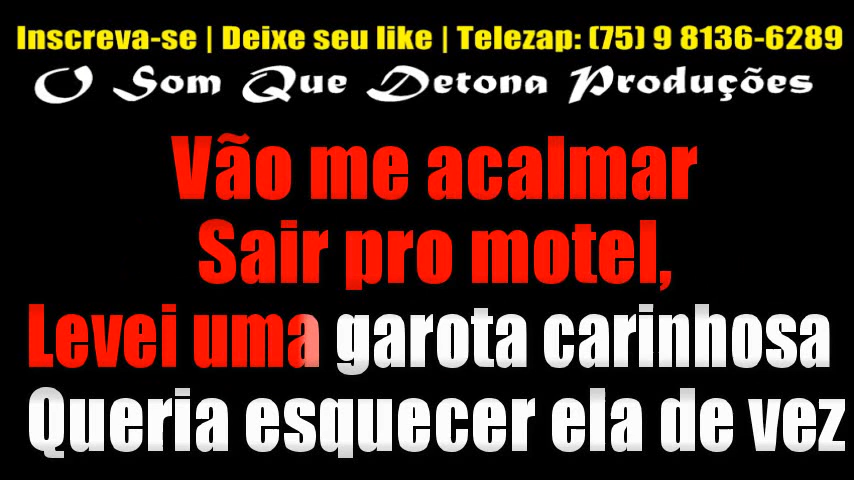 Inscreva-se | Deixe seu like | Telezap: (75) 9 8136-6289
O Som Que Detona Produções
Vão me acalmar
Sair pro motel,
Levei uma garota carinhosa
Queria esquecer ela de vez